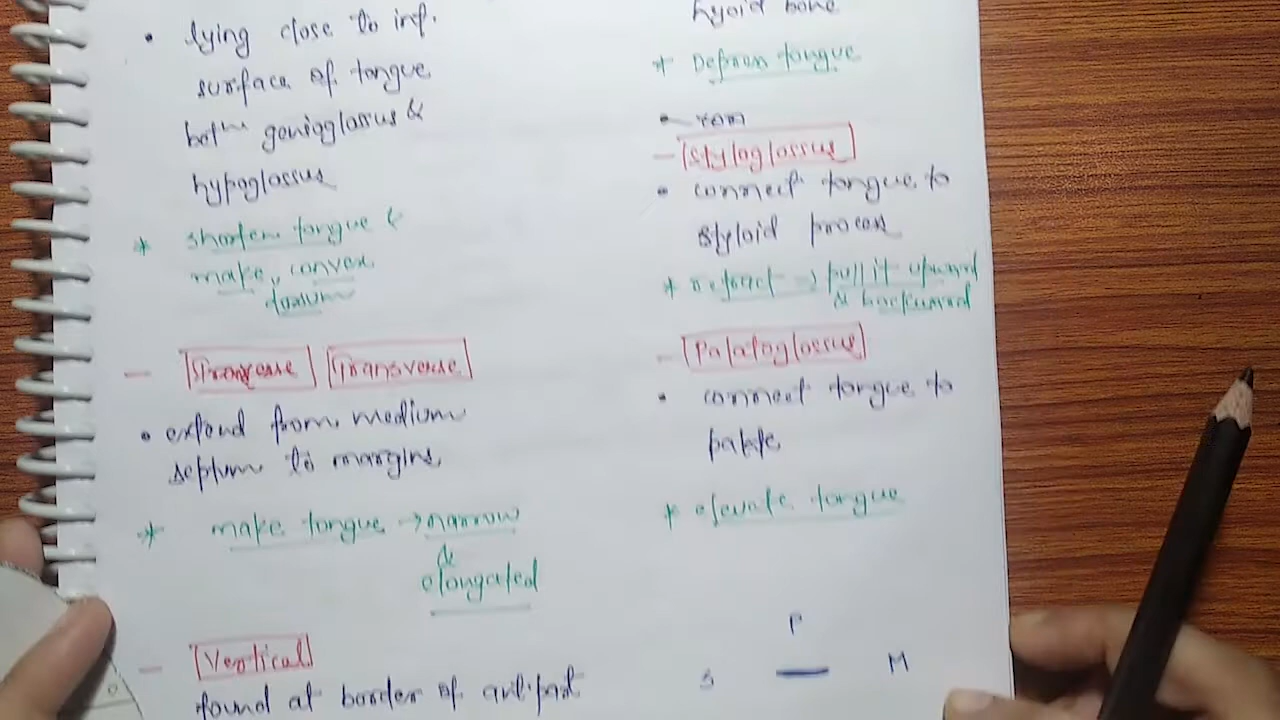 • lying close to inf.
surface of tongue
betn genioglossus &
hypoglossus
* shorten tongue &
make convex
dorsum
- Transverse
• extend from medium
septum to margins
* make tongue → narrow
&
elongated
- Vertical
found at border of ant. part
hyoid bone
* Depress tongue
- Styloglossus
• connect tongue to
styloid process
* retract → pull it upward
& backward
- Palatoglossus
• connect tongue to
palate
* elevate tongue
P
S
M